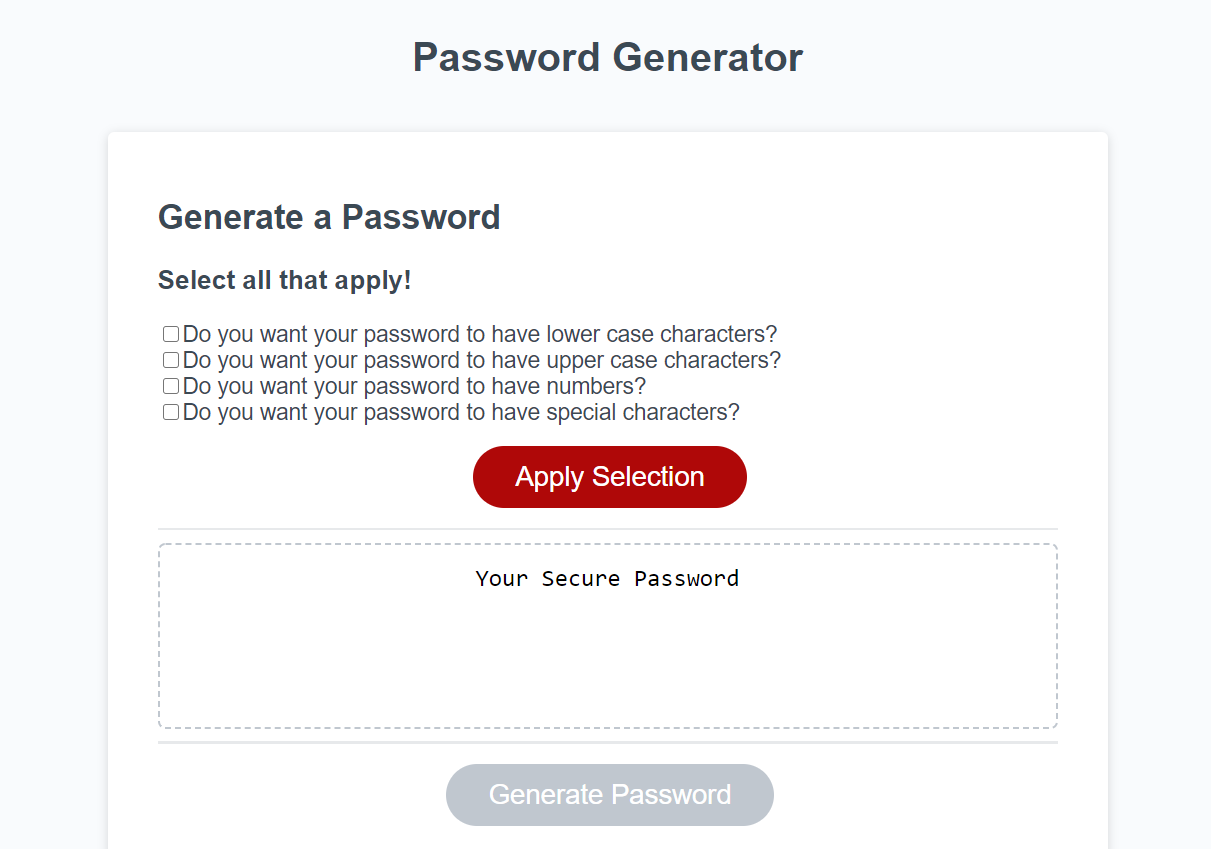 Password Generator
Generate a Password
Select all that apply!
Do you want your password to have lower case characters?
Do you want your password to have upper case characters?
Do you want your password to have numbers?
Do you want your password to have special characters?
Apply Selection
Your Secure Password
Generate Password